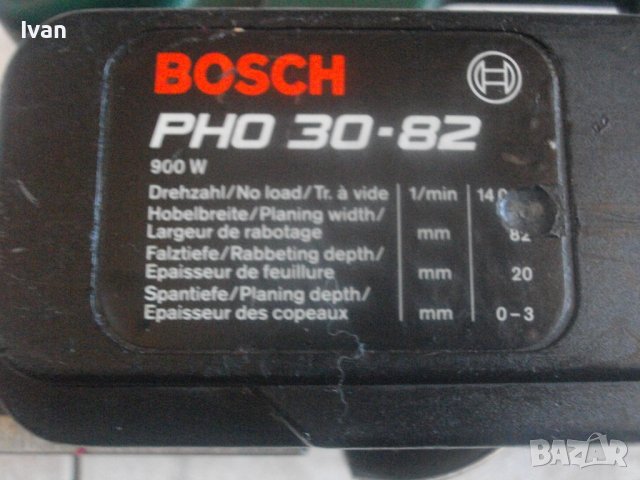 Ivan
BOSCH
PHO 30-82
900 W
Drehzahl/No load/Tr. à vide 1/min
Hobelbreite/Planing width/
Largeur de rabotage mm 82
Falztiefe/Rabbeting depth/
Epaisseur de feuillure mm 20
Spantiefe/Planing depth/
Epaisseur des copeaux mm 0-3
BAZAR